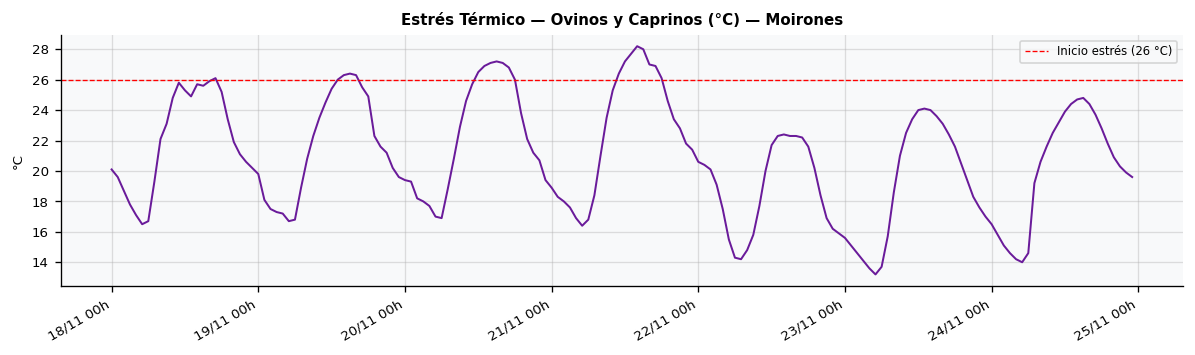 Estrés Térmico — Ovinos y Caprinos (°C) — Moirones
Inicio estrés (26 °C)
°C
28
26
24
22
20
18
16
14
18/11 00h
19/11 00h
20/11 00h
21/11 00h
22/11 00h
23/11 00h
24/11 00h
25/11 00h